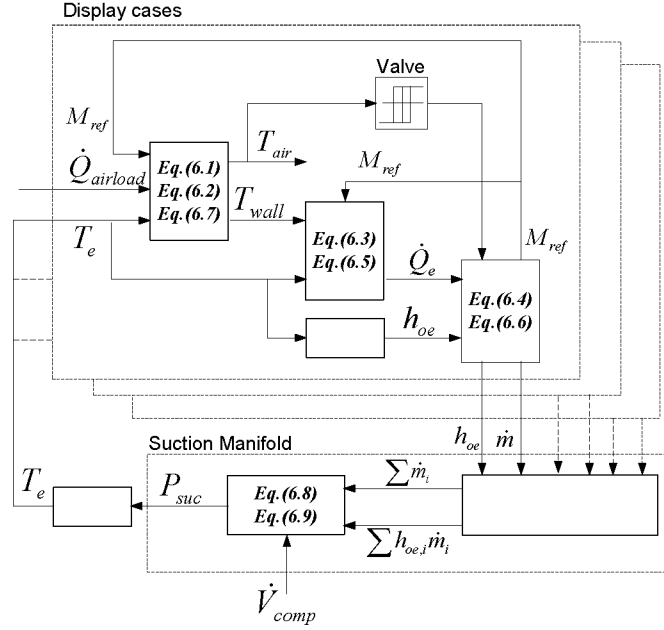 Display cases
Valve
M_ref
T_air
Q̇_airload
Eq.(6.1)
Eq.(6.2)
Eq.(6.7)
M_ref
T_wall
T_e
Eq.(6.3)
Eq.(6.5)
Q̇_e
M_ref
Eq.(6.4)
Eq.(6.6)
h_oe
h_oe ṁ
Suction Manifold
T_e
P_suc
Eq.(6.8)
Eq.(6.9)
∑ṁ_i
∑h_oe,i ṁ_i
V̇_comp